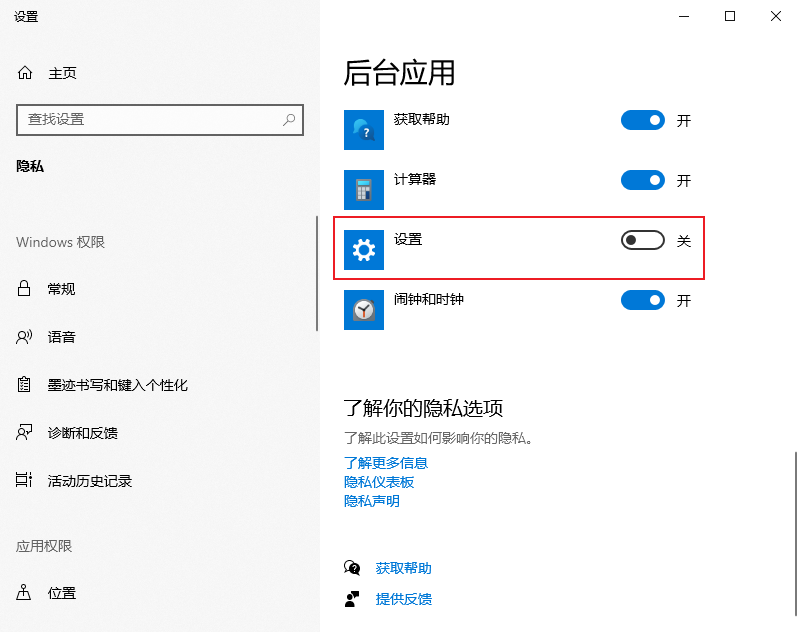 设置
主页
查找设置
隐私
Windows 权限
常规
语音
墨迹书写和键入个性化
诊断和反馈
活动历史记录
应用权限
位置
后台应用
获取帮助
开
计算器
开
设置
关
闹钟和时钟
开
了解你的隐私选项
了解此设置如何影响你的隐私。
了解更多信息
隐私仪表板
隐私声明
获取帮助
提供反馈